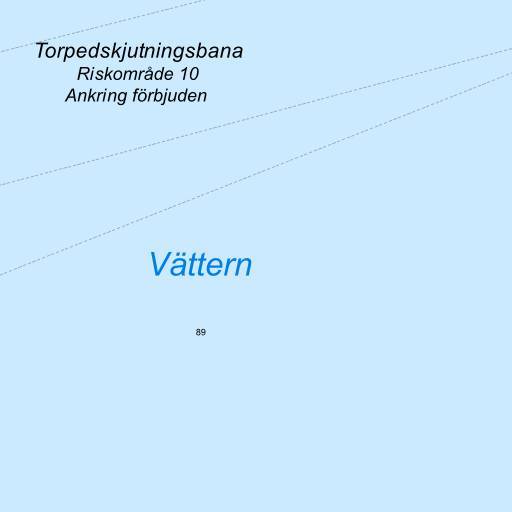 Torpedskjutningsbana
Riskområde 10
Ankring förbjuden
Vättern
89